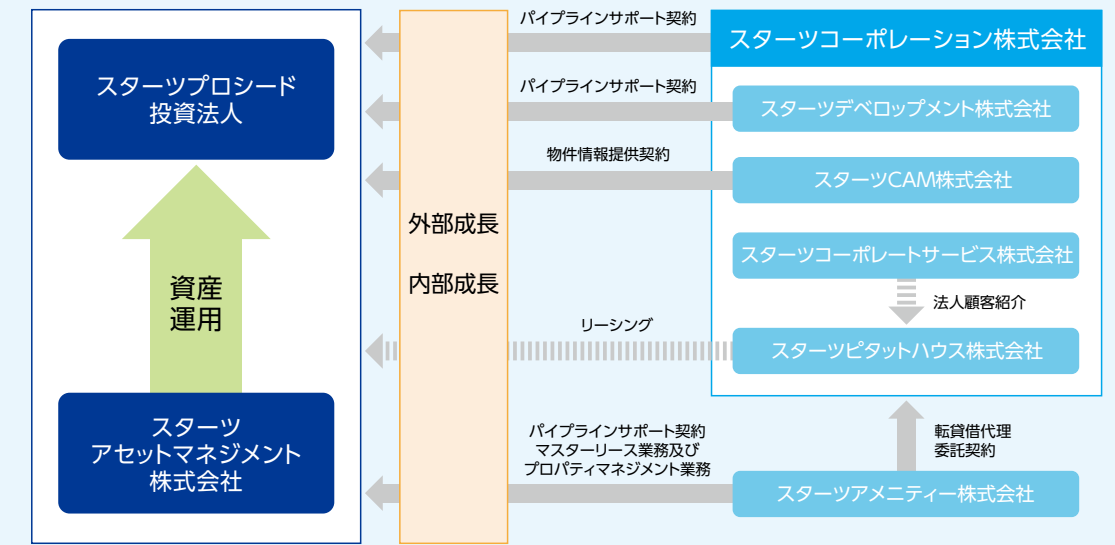 スターツプロシード
投資法人
資産
運用
スターツ
アセットマネジメント
株式会社
外部成長
内部成長
パイプラインサポート契約
パイプラインサポート契約
物件情報提供契約
リーシング
パイプラインサポート契約
マスターリース業務及び
プロパティマネジメント業務
スターツコーポレーション株式会社
スターツデベロップメント株式会社
スターツCAM株式会社
スターツコーポレートサービス株式会社
法人顧客紹介
スターツピタットハウス株式会社
転貸借代理
委託契約
スターツアメニティー株式会社